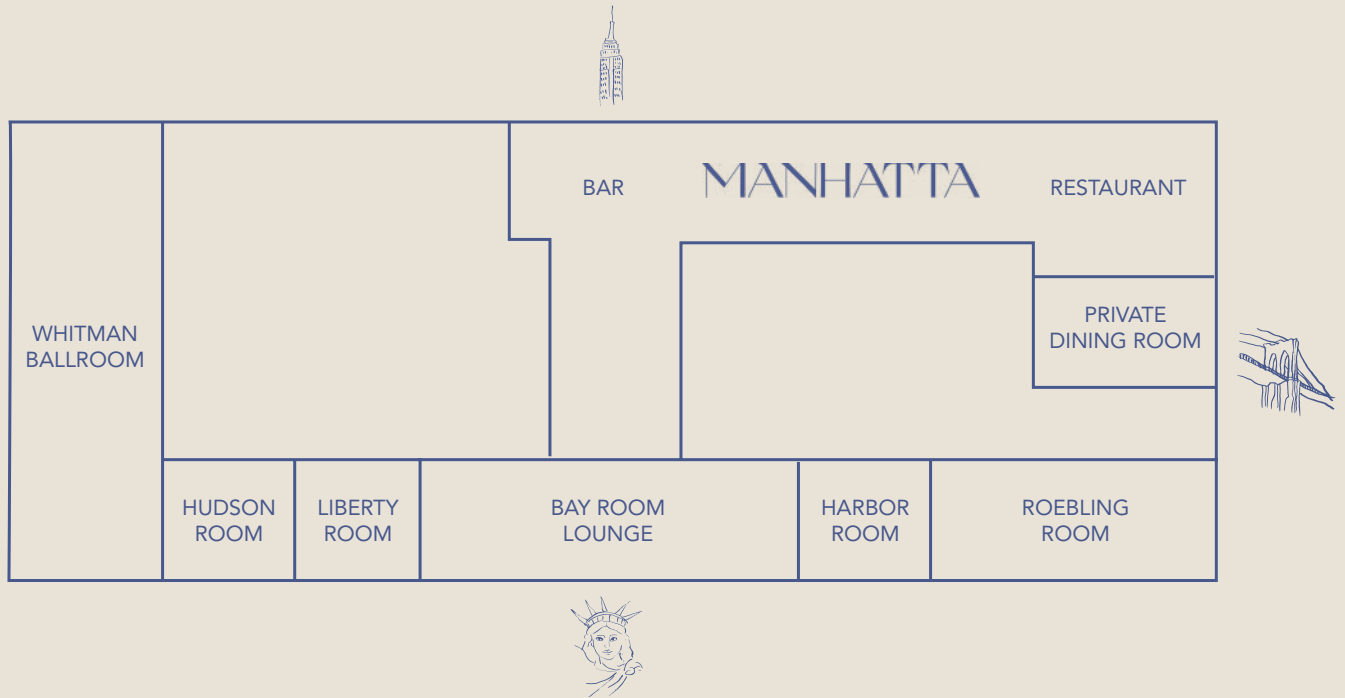 BAR
MANHATTA
RESTAURANT
PRIVATE
DINING ROOM
WHITMAN
BALLROOM
HUDSON
ROOM
LIBERTY
ROOM
BAY ROOM
LOUNGE
HARBOR
ROOM
ROEBLING
ROOM